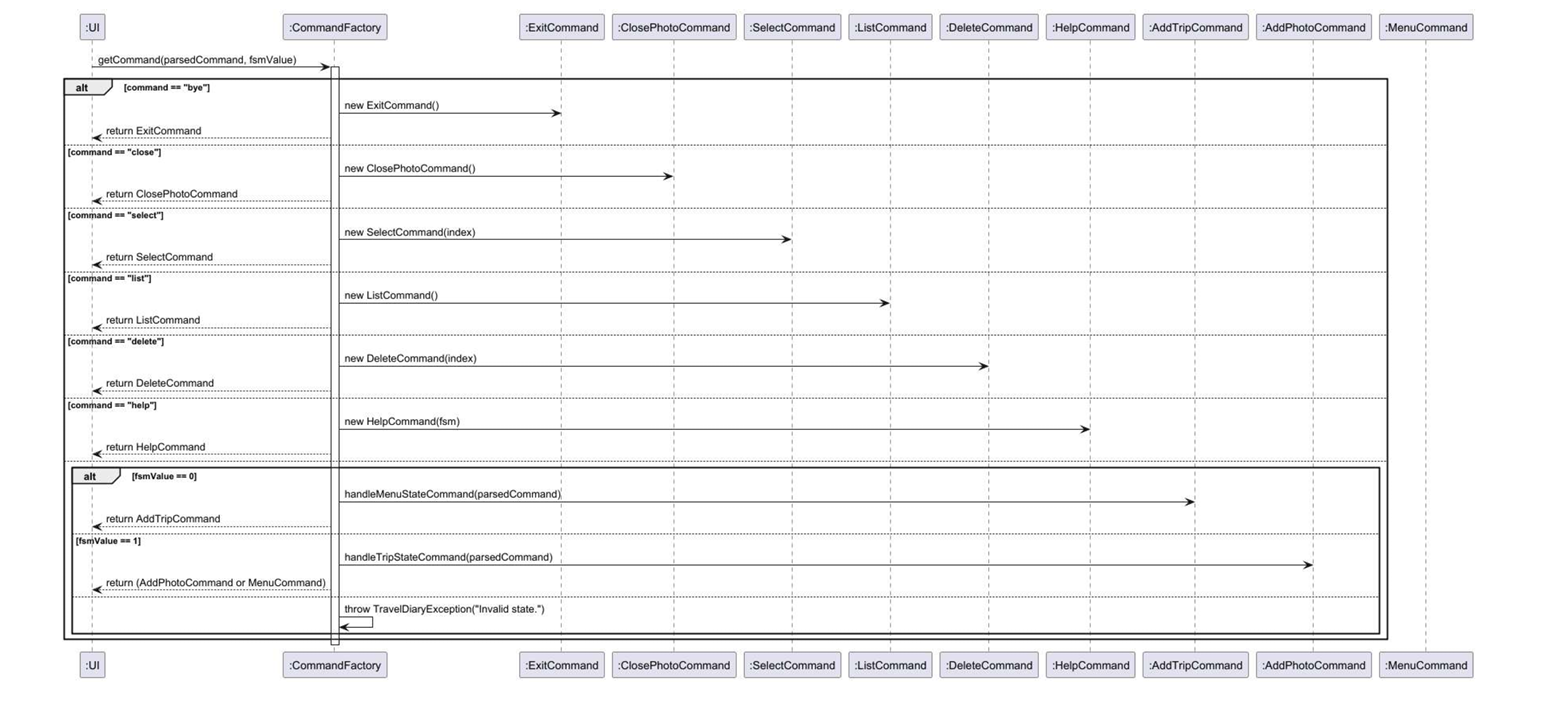 :UI :CommandFactory :ExitCommand :ClosePhotoCommand :SelectCommand :ListCommand :DeleteCommand :HelpCommand :AddTripCommand :AddPhotoCommand :MenuCommand
getCommand(parsedCommand, fsmValue)
alt [command == "bye"]
new ExitCommand()
return ExitCommand
[command == "close"]
new ClosePhotoCommand()
return ClosePhotoCommand
[command == "select"]
new SelectCommand(index)
return SelectCommand
[command == "list"]
new ListCommand()
return ListCommand
[command == "delete"]
new DeleteCommand(index)
return DeleteCommand
[command == "help"]
new HelpCommand(fsm)
return HelpCommand
alt [fsmValue == 0]
handleMenuStateCommand(parsedCommand)
return AddTripCommand
[fsmValue == 1]
handleTripStateCommand(parsedCommand)
return (AddPhotoCommand or MenuCommand)
throw TravelDiaryException("Invalid state.")
:UI :CommandFactory :ExitCommand :ClosePhotoCommand :SelectCommand :ListCommand :DeleteCommand :HelpCommand :AddTripCommand :AddPhotoCommand :MenuCommand